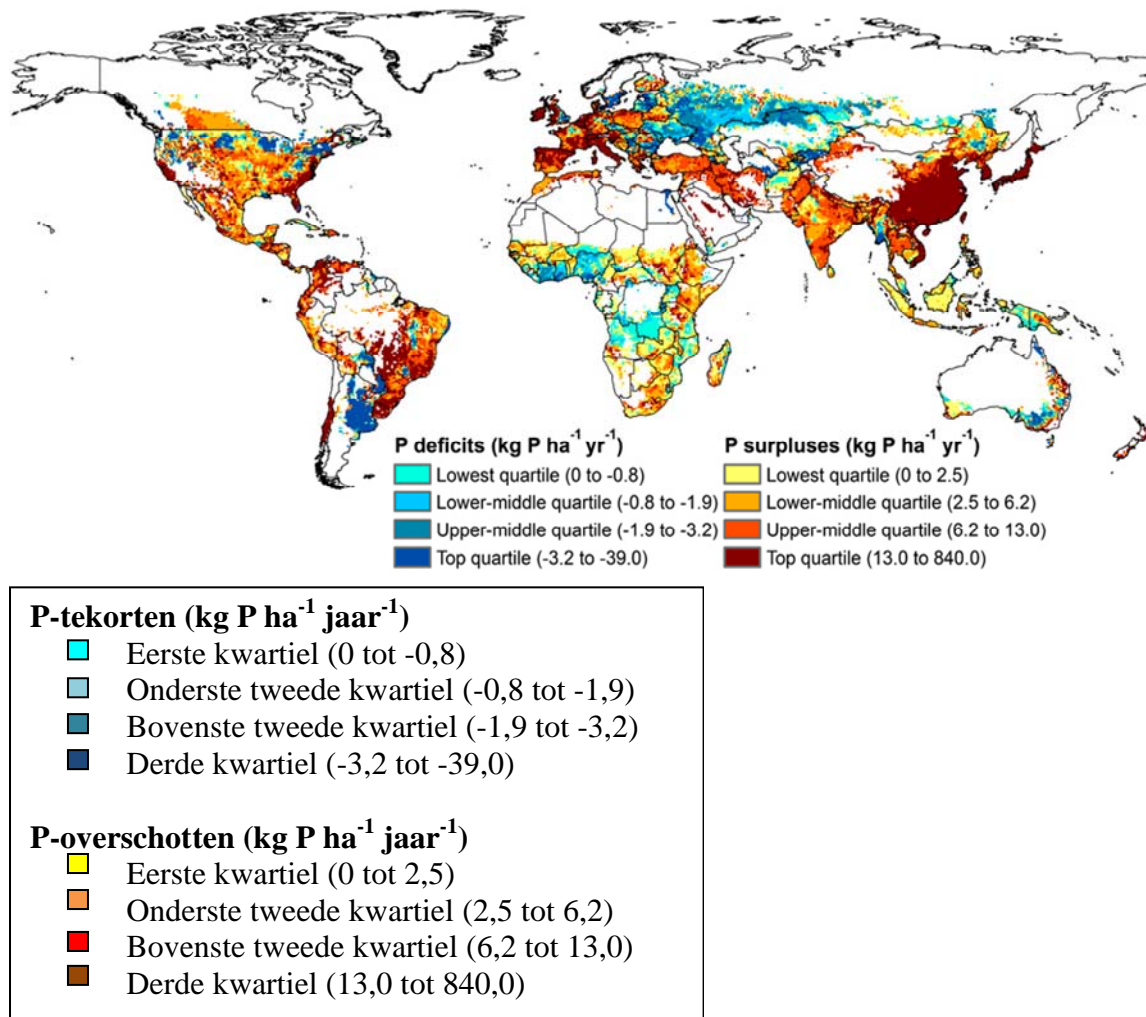 P deficits (kg P ha⁻¹ yr⁻¹)
Lowest quartile (0 to -0.8)
Lower-middle quartile (-0.8 to -1.9)
Upper-middle quartile (-1.9 to -3.2)
Top quartile (-3.2 to -39.0)
P surpluses (kg P ha⁻¹ yr⁻¹)
Lowest quartile (0 to 2.5)
Lower-middle quartile (2.5 to 6.2)
Upper-middle quartile (6.2 to 13.0)
Top quartile (13.0 to 840.0)
P-tekorten (kg P ha⁻¹ jaar⁻¹)
Eerste kwartiel (0 tot -0,8)
Onderste tweede kwartiel (-0,8 tot -1,9)
Bovenste tweede kwartiel (-1,9 tot -3,2)
Derde kwartiel (-3,2 tot -39,0)
P-overschotten (kg P ha⁻¹ jaar⁻¹)
Eerste kwartiel (0 tot 2,5)
Onderste tweede kwartiel (2,5 tot 6,2)
Bovenste tweede kwartiel (6,2 tot 13,0)
Derde kwartiel (13,0 tot 840,0)